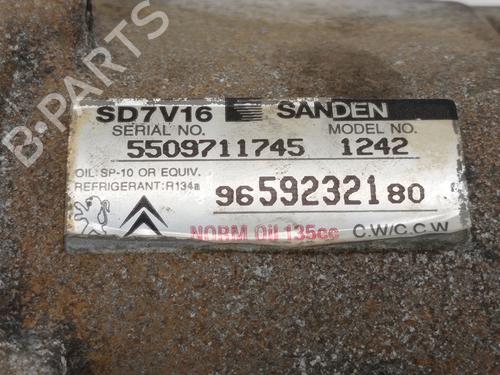 B-PARTS
SD7V16 SANDEN
SERIAL NO. MODEL NO.
5509711745 1242
OIL: SP-10 OR EQUIV.
REFRIGERANT: R134a
9659232180
NORM OIL 135cc C.W/C.C.W